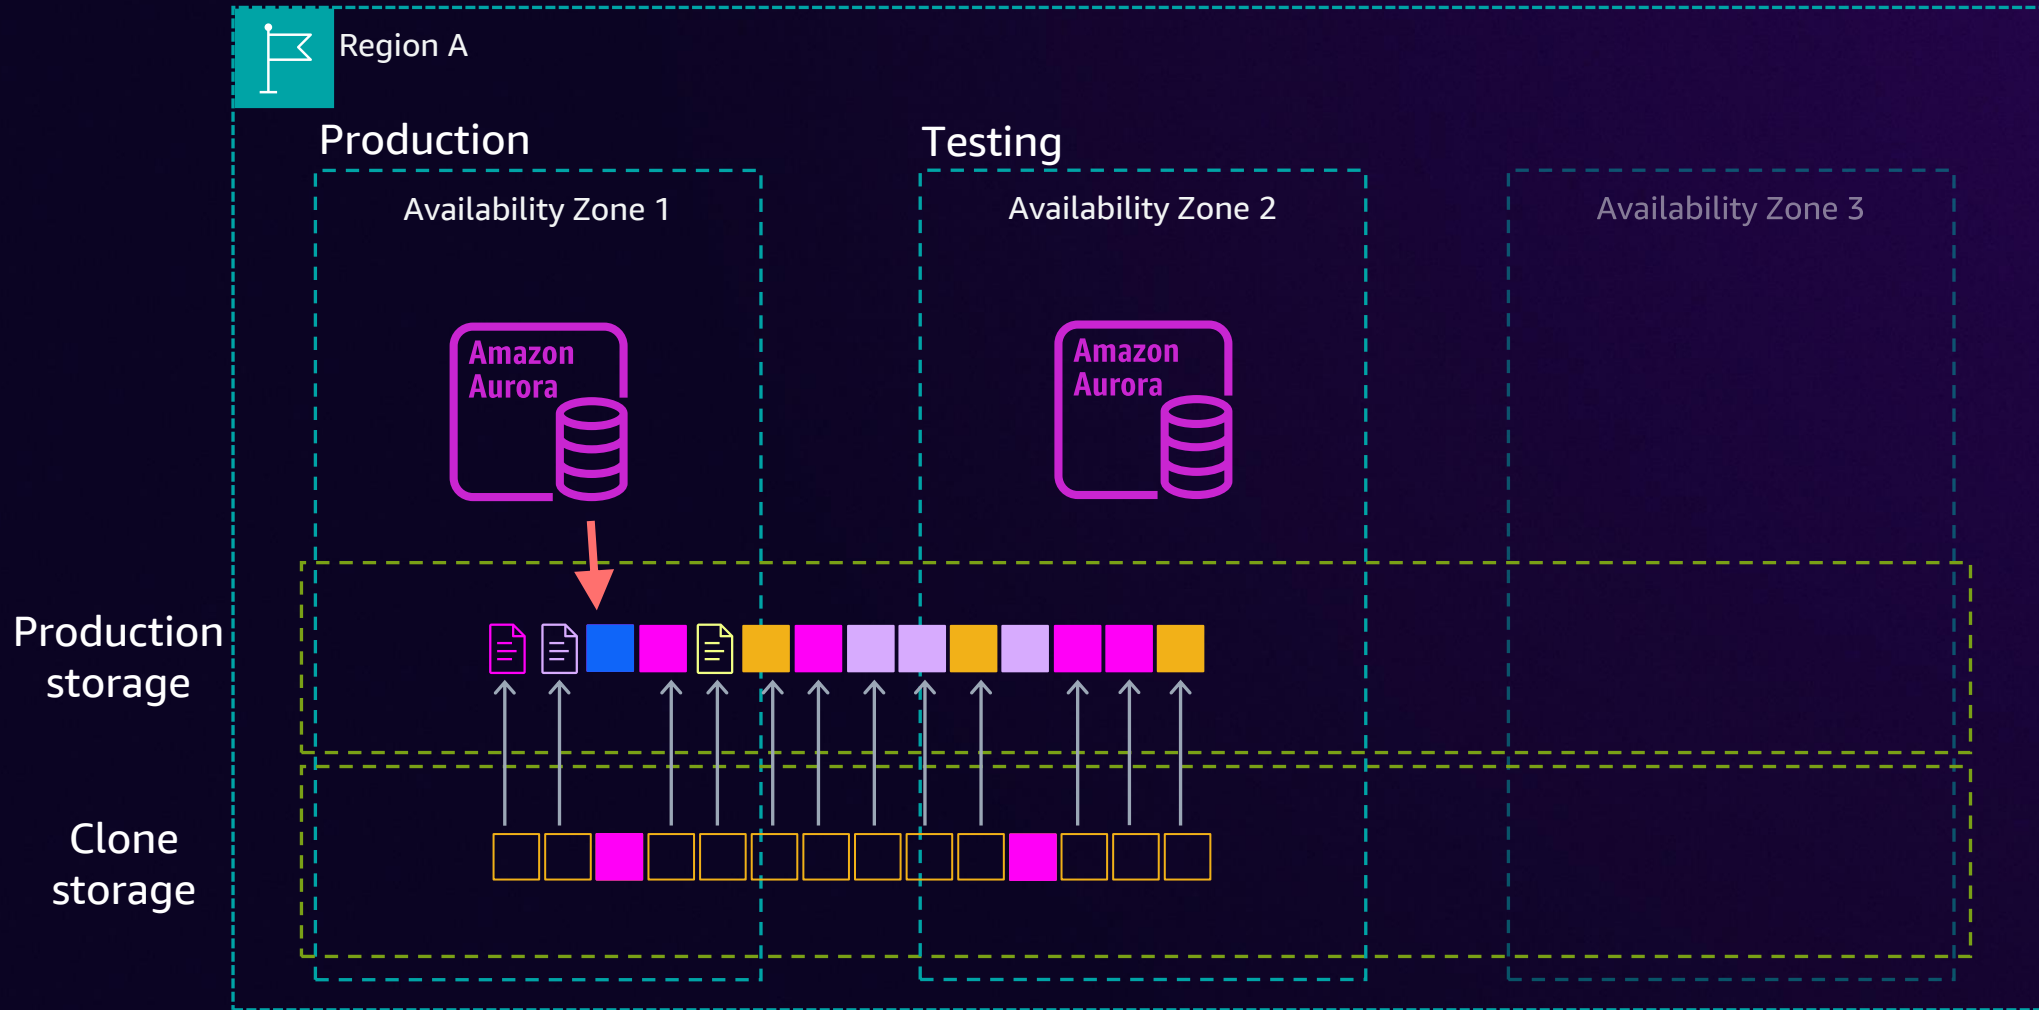 Region A
Production
Testing
Availability Zone 1
Availability Zone 2
Availability Zone 3
Amazon
Aurora
Amazon
Aurora
Production
storage
Clone
storage